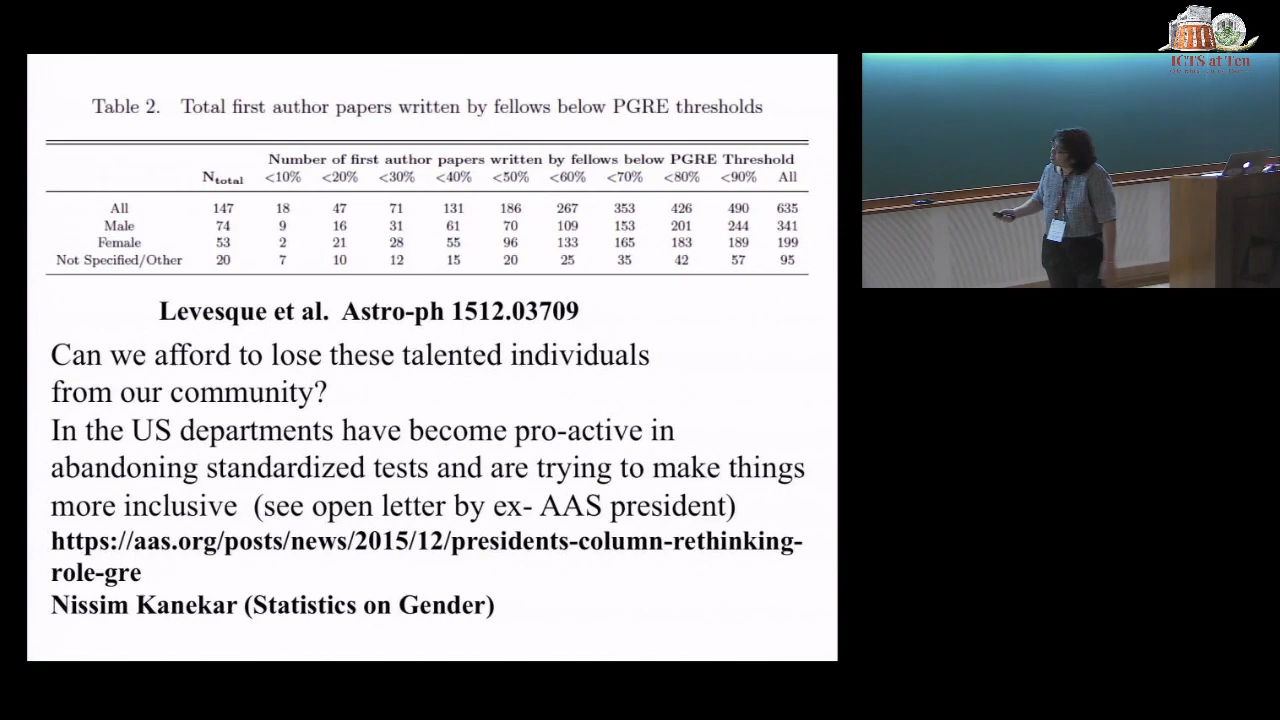 Table 2. Total first author papers written by fellows below PGRE thresholds
Number of first author papers written by fellows below PGRE Threshold
Ntotal <10% <20% <30% <40% <50% <60% <70% <80% <90% All
All 147 18 47 71 131 186 267 353 426 490 635
Male 74 9 16 31 61 70 109 153 201 244 341
Female 53 2 21 28 55 96 133 165 183 189 199
Not Specified/Other 20 7 10 12 15 20 25 35 42 57 95
Levesque et al. Astro-ph 1512.03709
Can we afford to lose these talented individuals
from our community?
In the US departments have become pro-active in
abandoning standardized tests and are trying to make things
more inclusive (see open letter by ex- AAS president)
https://aas.org/posts/news/2015/12/presidents-column-rethinking-
role-gre
Nissim Kanekar (Statistics on Gender)
ICTS at Ten